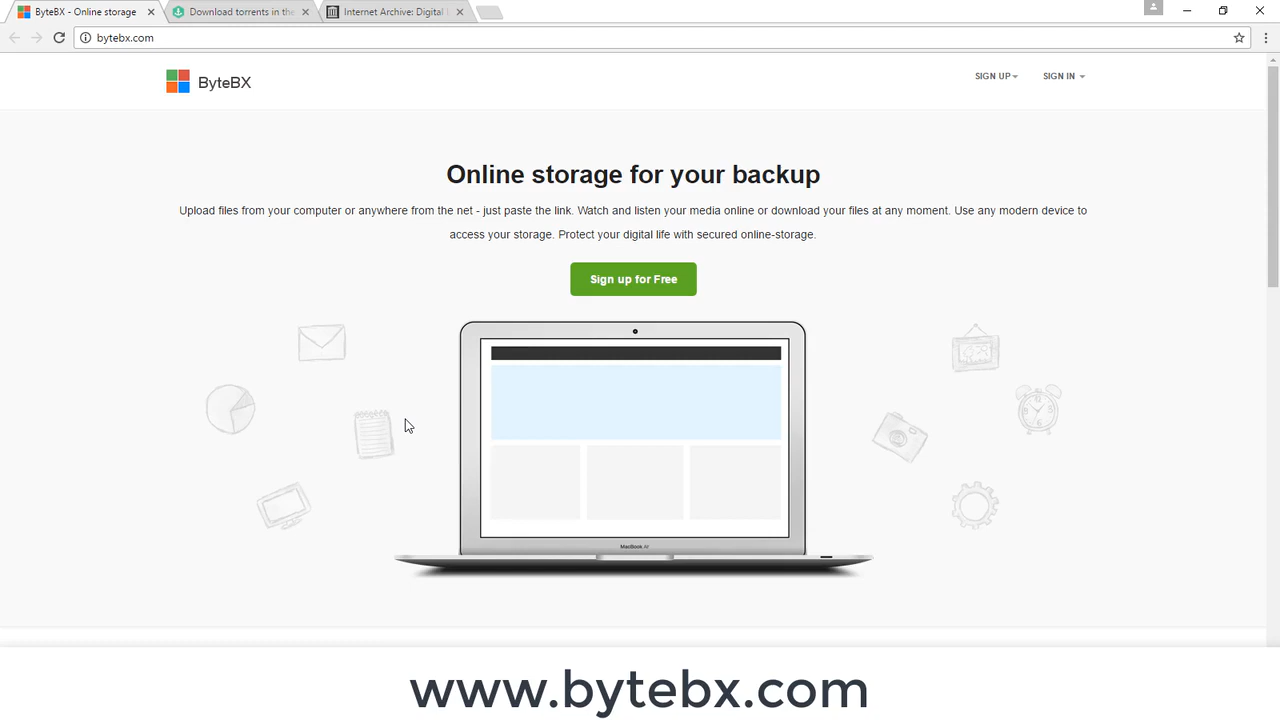 ByteBX - Online storage
Download torrents in the
Internet Archive: Digital
bytebx.com
ByteBX
SIGN UP
SIGN IN
Online storage for your backup
Upload files from your computer or anywhere from the net - just paste the link. Watch and listen your media online or download your files at any moment. Use any modern device to
access your storage. Protect your digital life with secured online-storage.
Sign up for Free
MacBook Air
www.bytebx.com